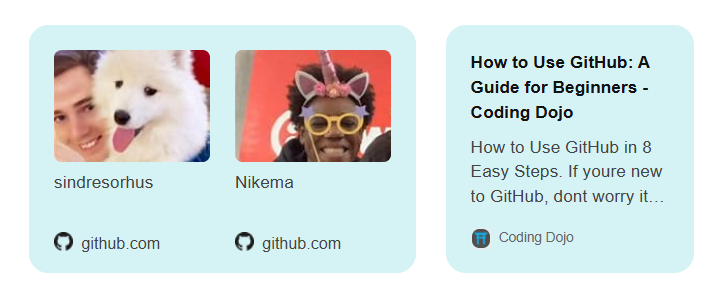 sindresorhus
github.com
Nikema
github.com
How to Use GitHub: A
Guide for Beginners -
Coding Dojo
How to Use GitHub in 8
Easy Steps. If youre new
to GitHub, dont worry it…
Coding Dojo